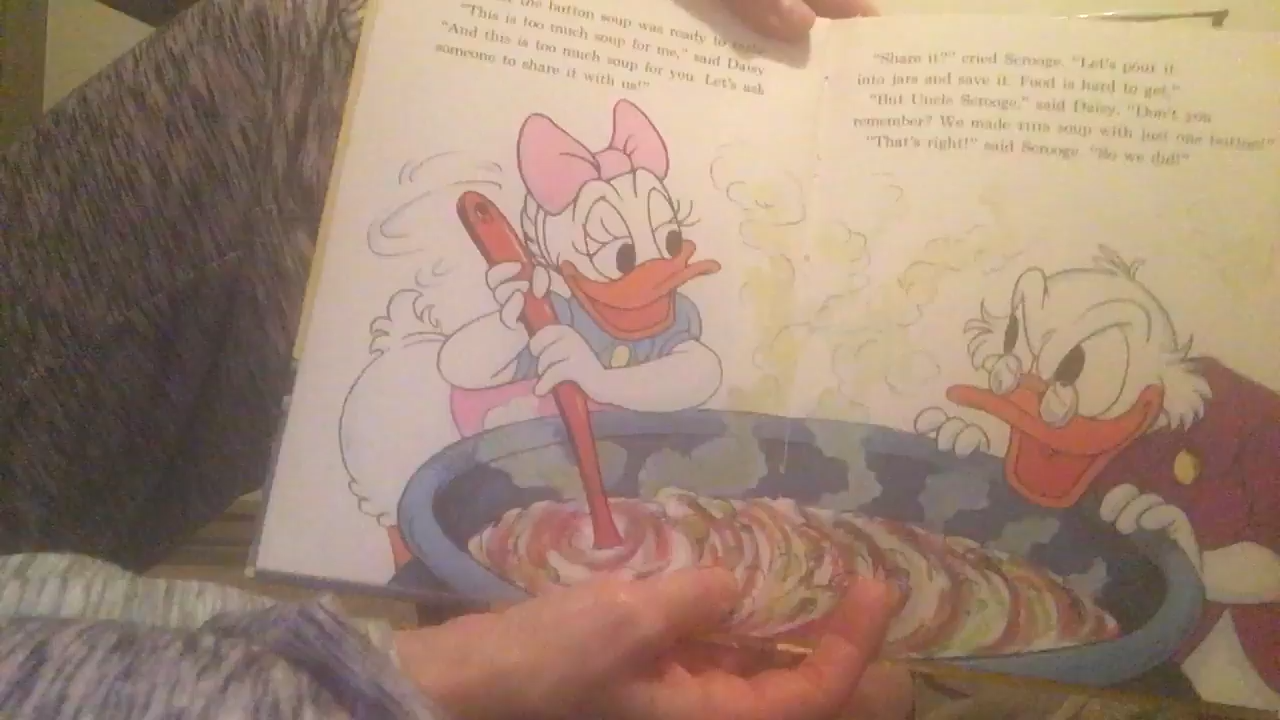 the button soup was ready to
"This is too much soup for me," said Daisy
"And this is too much soup for you. Let's ask
someone to share it with us!"
"Share it?" cried Scrooge. "Let's pour it
into jars and save it. Food is hard to get."
"But Uncle Scrooge," said Daisy. "Don't you
remember? We made this soup with just one button!"
"That's right!" said Scrooge. "So we did!"